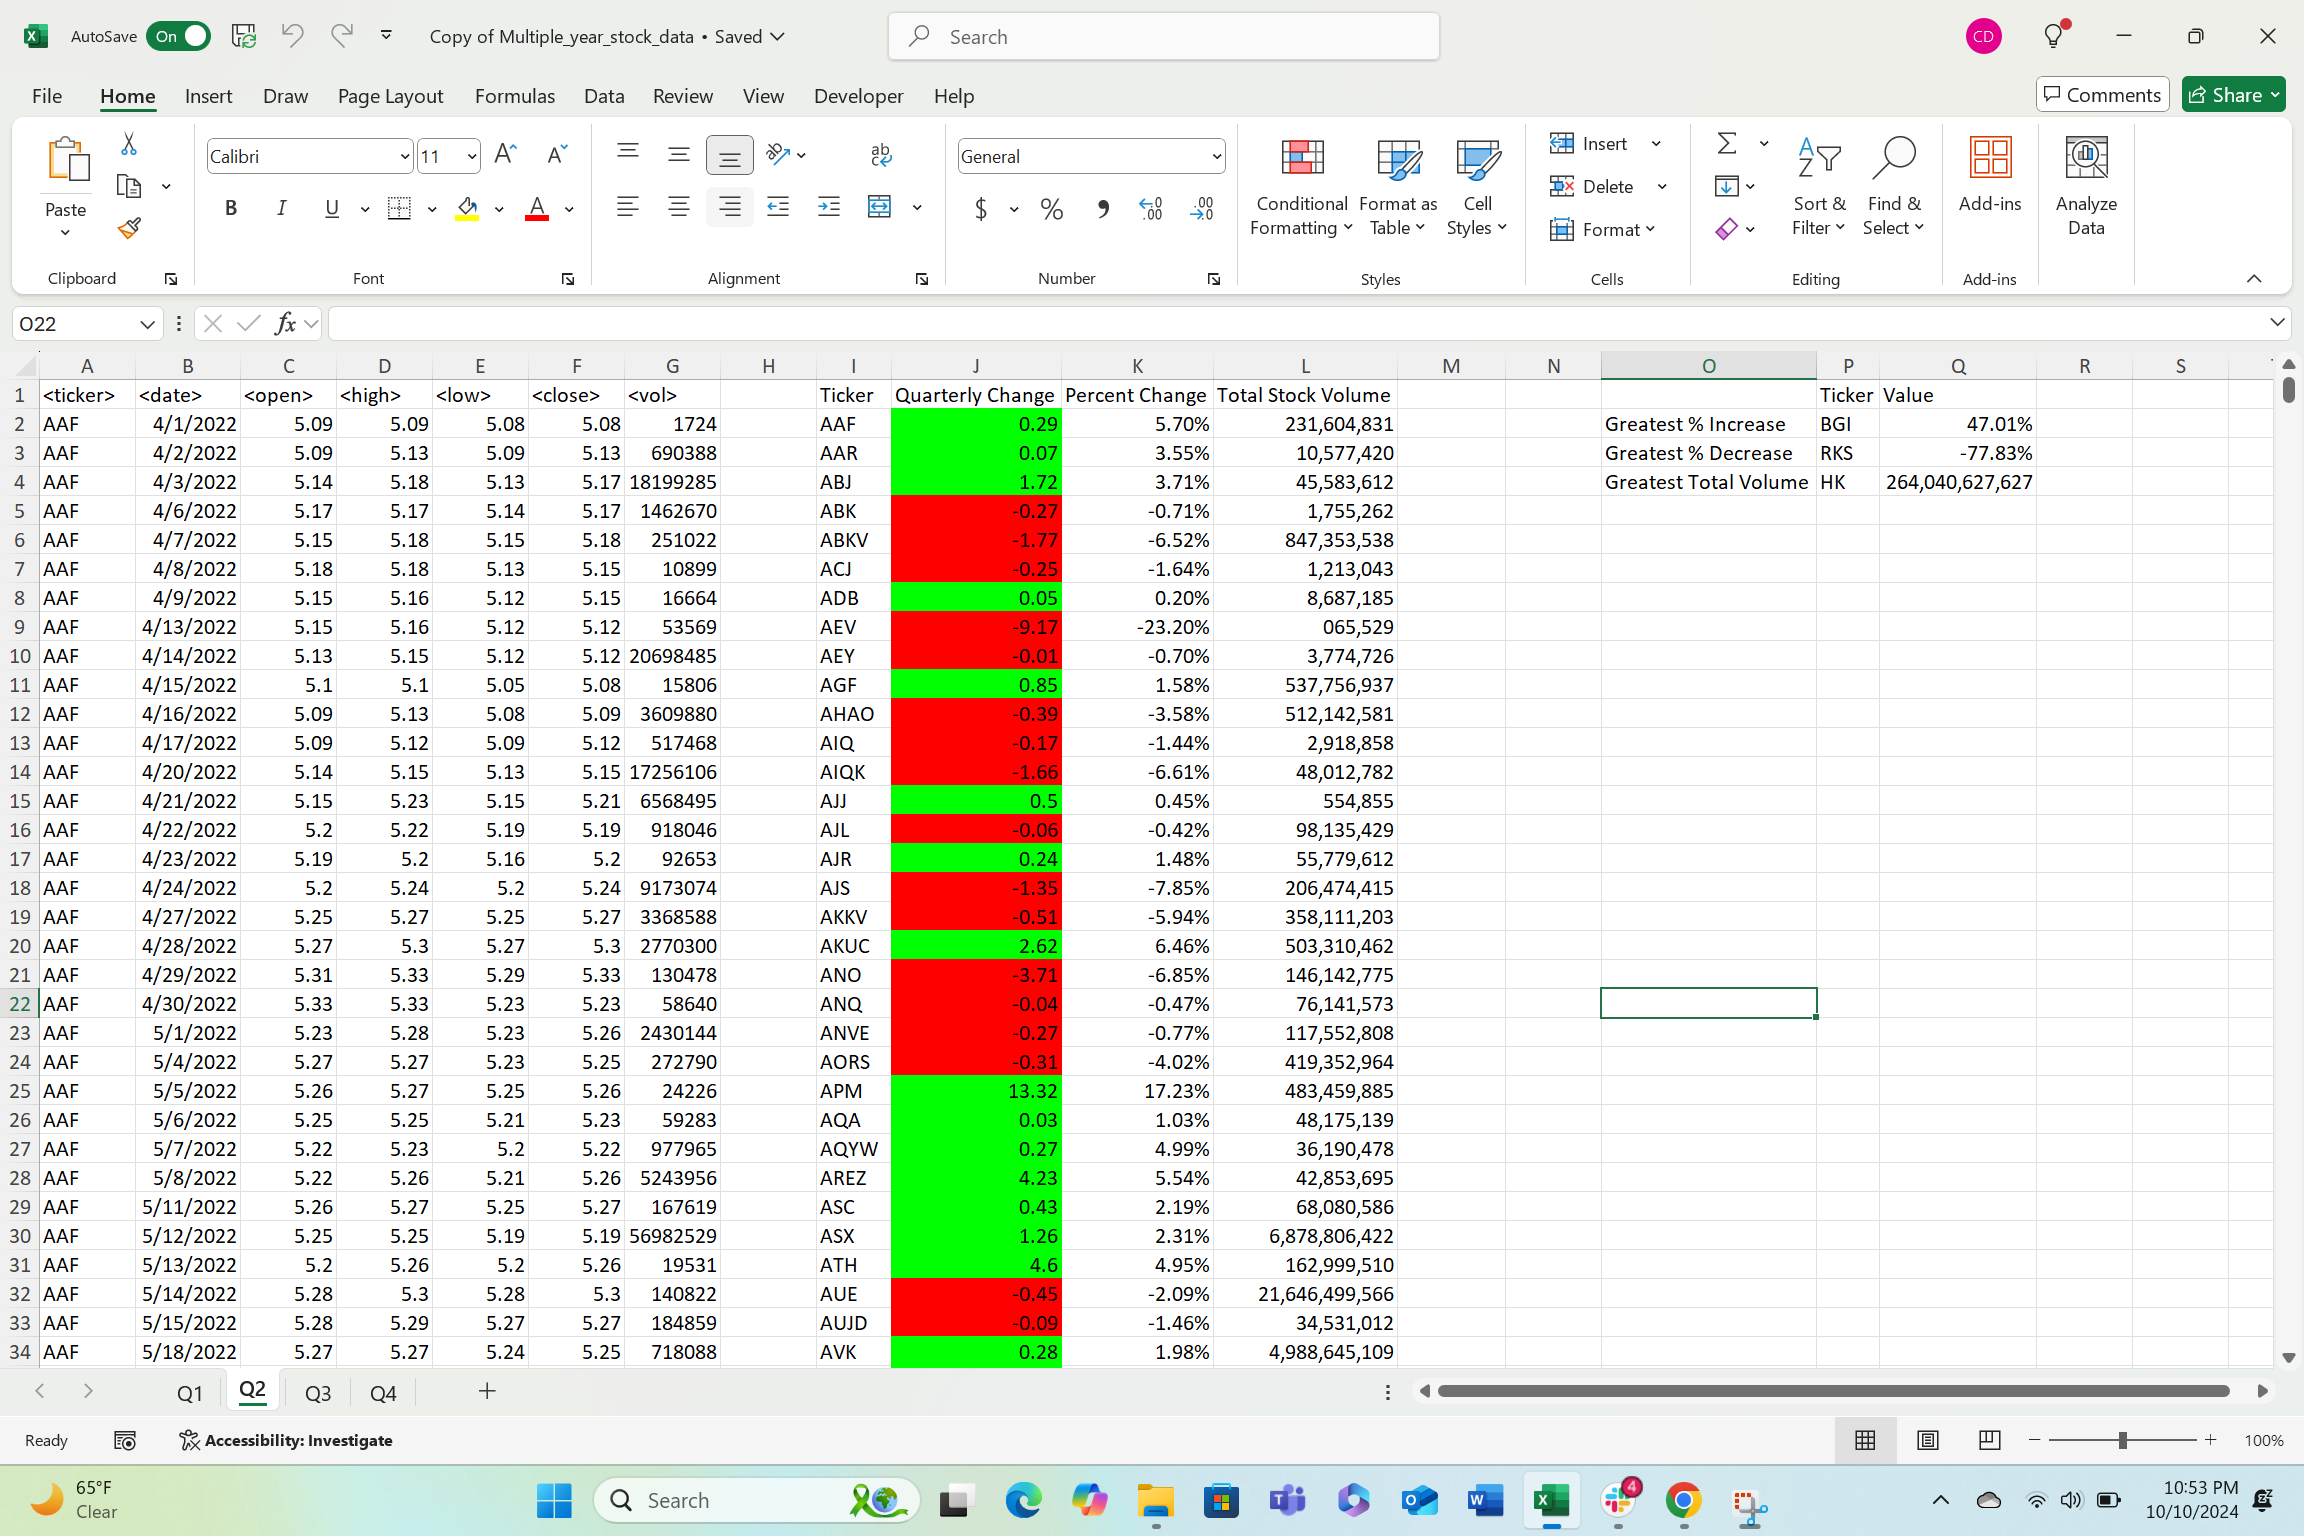 AutoSave On Copy of Multiple_year_stock_data • Saved Search CD
File Home Insert Draw Page Layout Formulas Data Review View Developer Help Comments Share
Paste Calibri 11 General Conditional Formatting Format as Table Cell Styles Insert Delete Format Sort & Filter Find & Select Add-ins Analyze Data
Clipboard Font Alignment Number Styles Cells Editing Add-ins
O22 fx
A B C D E F G H I J K L M N O P Q R S
1 <ticker> <date> <open> <high> <low> <close> <vol> Ticker Quarterly Change Percent Change Total Stock Volume Ticker Value
2 AAF 4/1/2022 5.09 5.09 5.08 5.08 1724 AAF 0.29 5.70% 231,604,831 Greatest % Increase BGI 47.01%
3 AAF 4/2/2022 5.09 5.13 5.09 5.13 690388 AAR 0.07 3.55% 10,577,420 Greatest % Decrease RKS -77.83%
4 AAF 4/3/2022 5.14 5.18 5.13 5.17 18199285 ABJ 1.72 3.71% 45,583,612 Greatest Total Volume HK 264,040,627,627
5 AAF 4/6/2022 5.17 5.17 5.14 5.17 1462670 ABK -0.27 -0.71% 1,755,262
6 AAF 4/7/2022 5.15 5.18 5.15 5.18 251022 ABKV -1.77 -6.52% 847,353,538
7 AAF 4/8/2022 5.18 5.18 5.13 5.15 10899 ACJ -0.25 -1.64% 1,213,043
8 AAF 4/9/2022 5.15 5.16 5.12 5.15 16664 ADB 0.05 0.20% 8,687,185
9 AAF 4/13/2022 5.15 5.16 5.12 5.12 53569 AEV -9.17 -23.20% 065,529
10 AAF 4/14/2022 5.13 5.15 5.12 5.12 20698485 AEY -0.01 -0.70% 3,774,726
11 AAF 4/15/2022 5.1 5.1 5.05 5.08 15806 AGF 0.85 1.58% 537,756,937
12 AAF 4/16/2022 5.09 5.13 5.08 5.09 3609880 AHAO -0.39 -3.58% 512,142,581
13 AAF 4/17/2022 5.09 5.12 5.09 5.12 517468 AIQ -0.17 -1.44% 2,918,858
14 AAF 4/20/2022 5.14 5.15 5.13 5.15 17256106 AIQK -1.66 -6.61% 48,012,782
15 AAF 4/21/2022 5.15 5.23 5.15 5.21 6568495 AJJ 0.5 0.45% 554,855
16 AAF 4/22/2022 5.2 5.22 5.19 5.19 918046 AJL -0.06 -0.42% 98,135,429
17 AAF 4/23/2022 5.19 5.2 5.16 5.2 92653 AJR 0.24 1.48% 55,779,612
18 AAF 4/24/2022 5.2 5.24 5.2 5.24 9173074 AJS -1.35 -7.85% 206,474,415
19 AAF 4/27/2022 5.25 5.27 5.25 5.27 3368588 AKKV -0.51 -5.94% 358,111,203
20 AAF 4/28/2022 5.27 5.3 5.27 5.3 2770300 AKUC 2.62 6.46% 503,310,462
21 AAF 4/29/2022 5.31 5.33 5.29 5.33 130478 ANO -3.71 -6.85% 146,142,775
22 AAF 4/30/2022 5.33 5.33 5.23 5.23 58640 ANQ -0.04 -0.47% 76,141,573
23 AAF 5/1/2022 5.23 5.28 5.23 5.26 2430144 ANVE -0.27 -0.77% 117,552,808
24 AAF 5/4/2022 5.27 5.27 5.23 5.25 272790 AORS -0.31 -4.02% 419,352,964
25 AAF 5/5/2022 5.26 5.27 5.25 5.26 24226 APM 13.32 17.23% 483,459,885
26 AAF 5/6/2022 5.25 5.25 5.21 5.23 59283 AQA 0.03 1.03% 48,175,139
27 AAF 5/7/2022 5.22 5.23 5.2 5.22 977965 AQYW 0.27 4.99% 36,190,478
28 AAF 5/8/2022 5.22 5.26 5.21 5.26 5243956 AREZ 4.23 5.54% 42,853,695
29 AAF 5/11/2022 5.26 5.27 5.25 5.27 167619 ASC 0.43 2.19% 68,080,586
30 AAF 5/12/2022 5.25 5.25 5.19 5.19 56982529 ASX 1.26 2.31% 6,878,806,422
31 AAF 5/13/2022 5.2 5.26 5.2 5.26 19531 ATH 4.6 4.95% 162,999,510
32 AAF 5/14/2022 5.28 5.3 5.28 5.3 140822 AUE -0.45 -2.09% 21,646,499,566
33 AAF 5/15/2022 5.28 5.29 5.27 5.27 184859 AUJD -0.09 -1.46% 34,531,012
34 AAF 5/18/2022 5.27 5.27 5.24 5.25 718088 AVK 0.28 1.98% 4,988,645,109
Q1 Q2 Q3 Q4
Ready Accessibility: Investigate 100%
65°F
Clear
Search
4
10:53 PM
10/10/2024